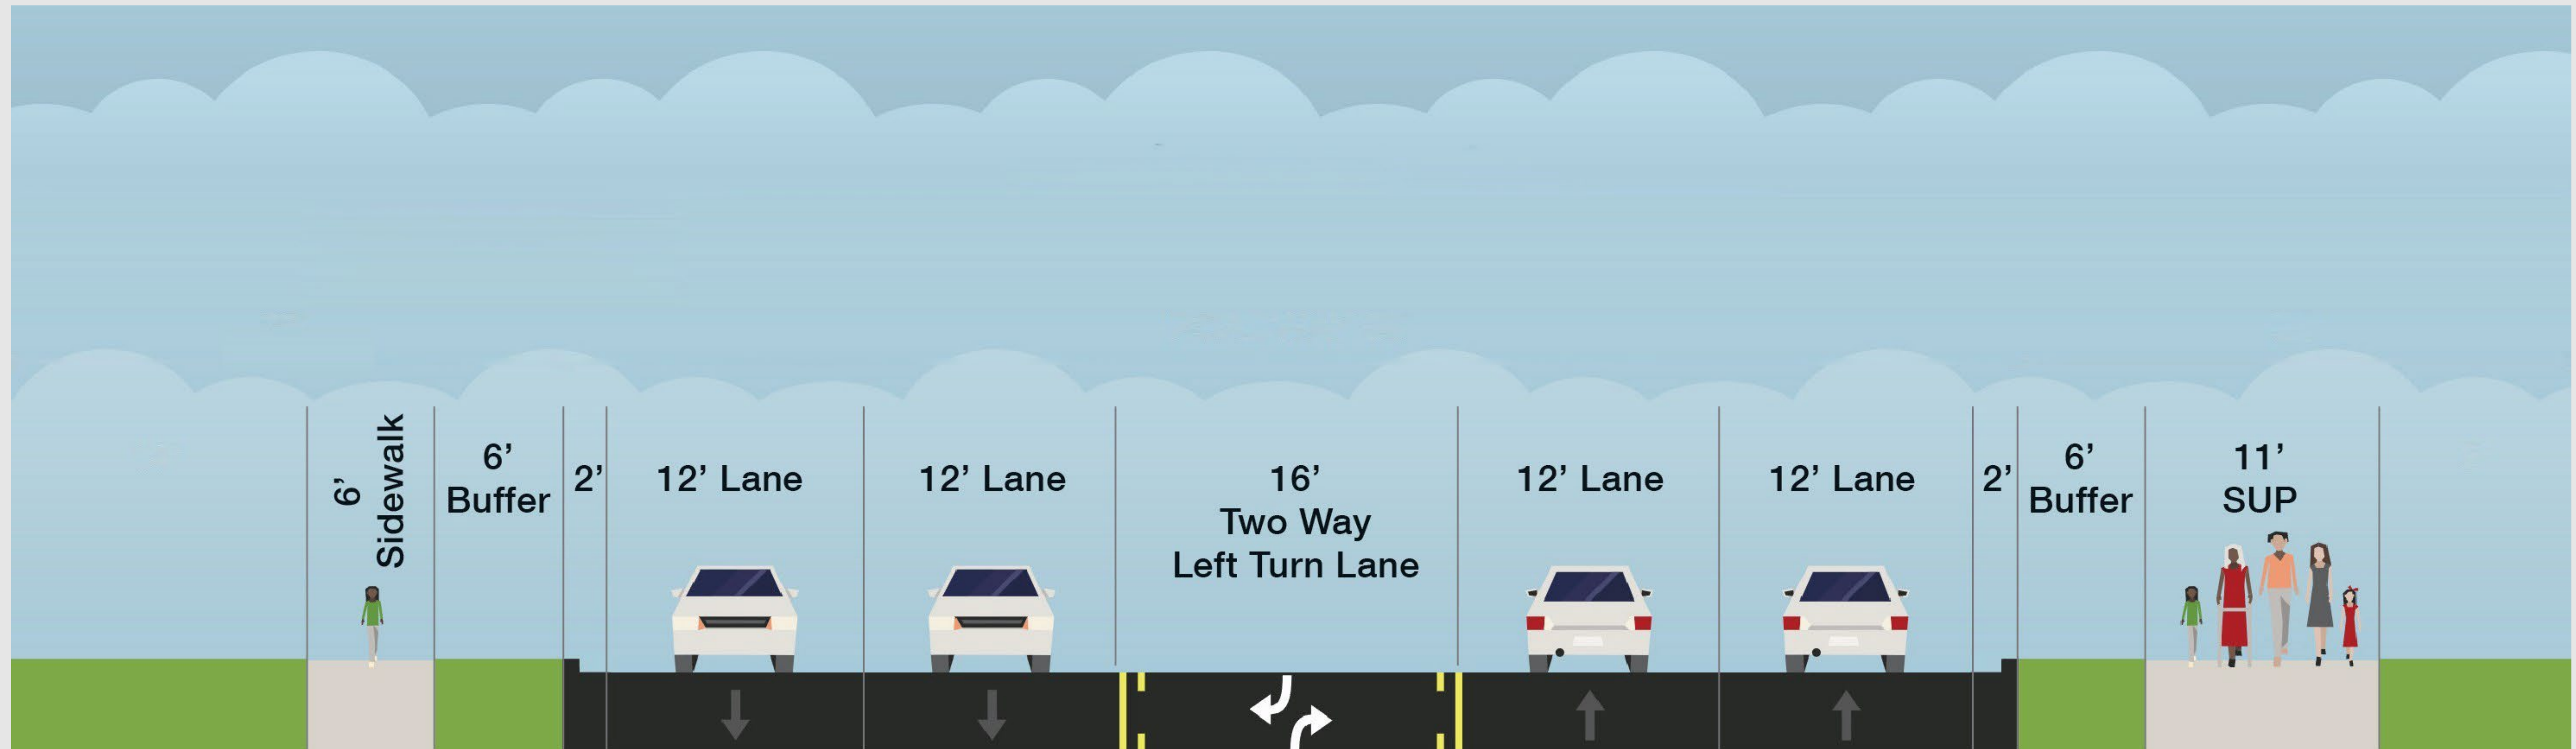 6’
Sidewalk
6’
Buffer
2’
12’ Lane
12’ Lane
16’
Two Way
Left Turn Lane
12’ Lane
12’ Lane
2’
6’
Buffer
11’
SUP